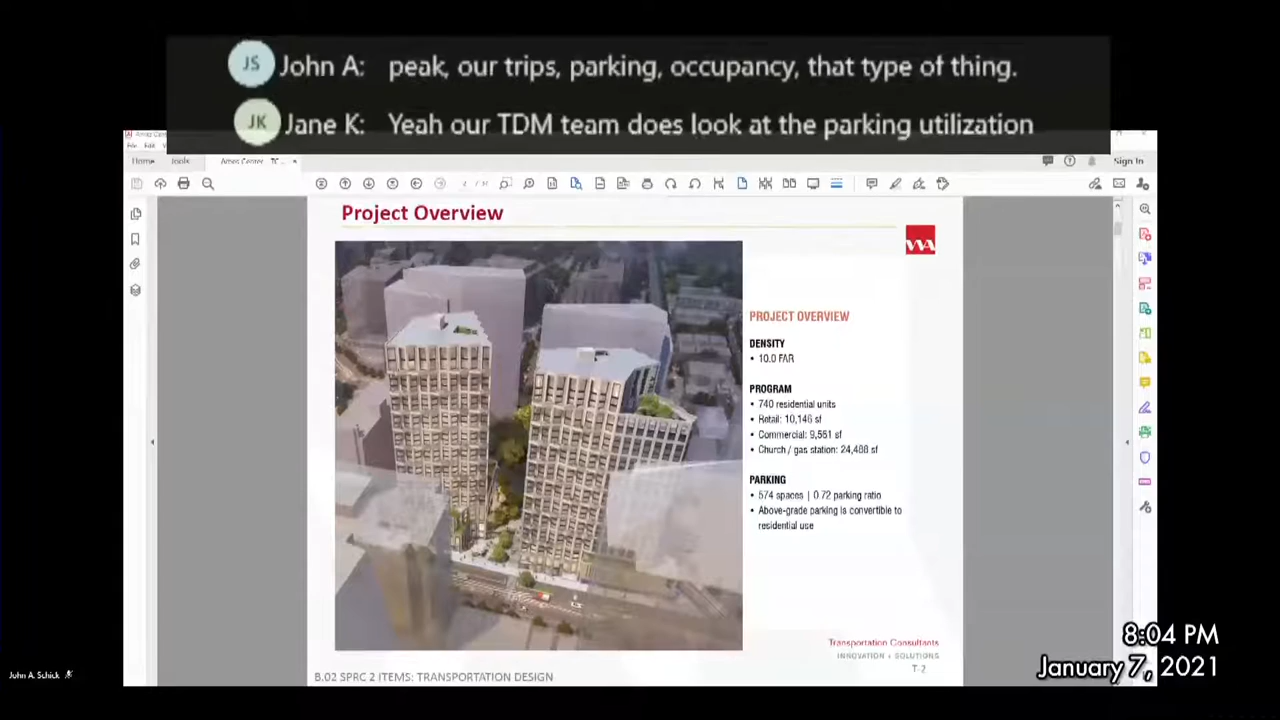 JS John A: peak, our trips, parking, occupancy, that type of thing.
JK Jane K: Yeah our TDM team does look at the parking utilization
File Edit
Home Tools Sign In
Project Overview
PROJECT OVERVIEW
DENSITY
• 10.0 FAR
PROGRAM
• 740 residential units
• Retail: 10,146 sf
• Commercial: 9,561 sf
• Church / gas station: 24,488 sf
PARKING
• 574 spaces | 0.72 parking ratio
• Above-grade parking is convertible to
residential use
Transportation Consultants
INNOVATION + SOLUTIONS
T-2
B.02 SPRC 2 ITEMS: TRANSPORTATION DESIGN
John A. Schick
8:04 PM
January 7, 2021